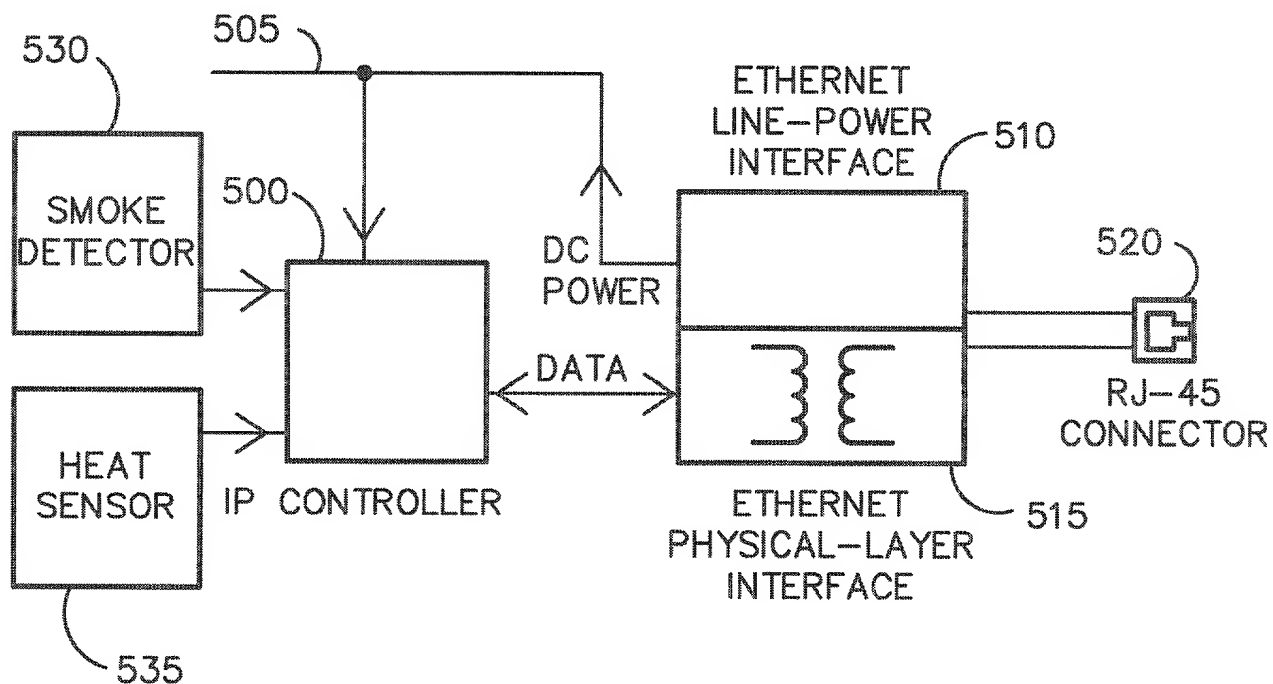 505
530
ETHERNET
LINE-POWER
INTERFACE
510
500
SMOKE
DETECTOR
DC
POWER
520
DATA
RJ-45
CONNECTOR
HEAT
SENSOR
IP CONTROLLER
ETHERNET
PHYSICAL-LAYER
INTERFACE
515
535